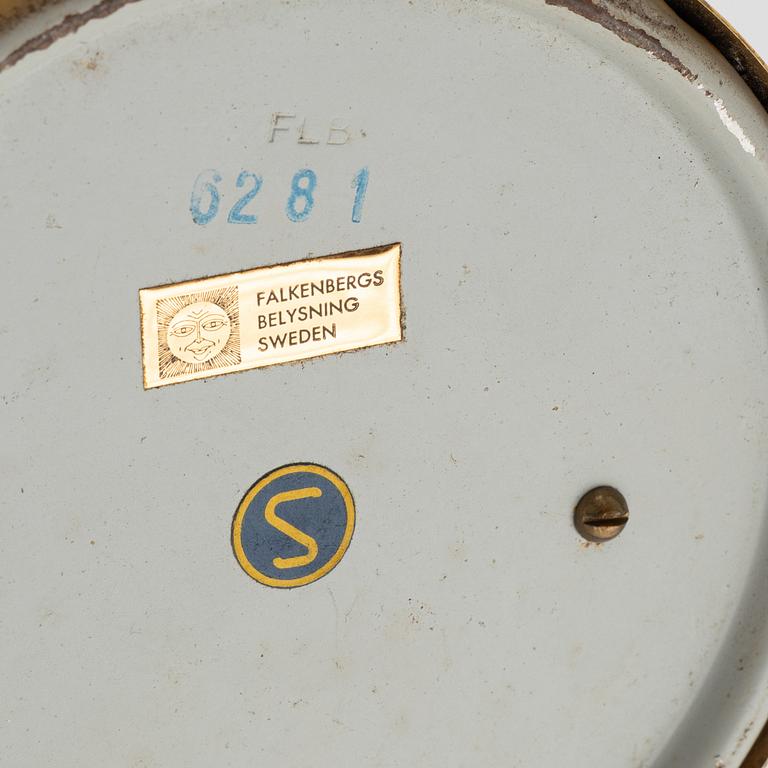 FLB
6281
FALKENBERGS
BELYSNING
SWEDEN
S